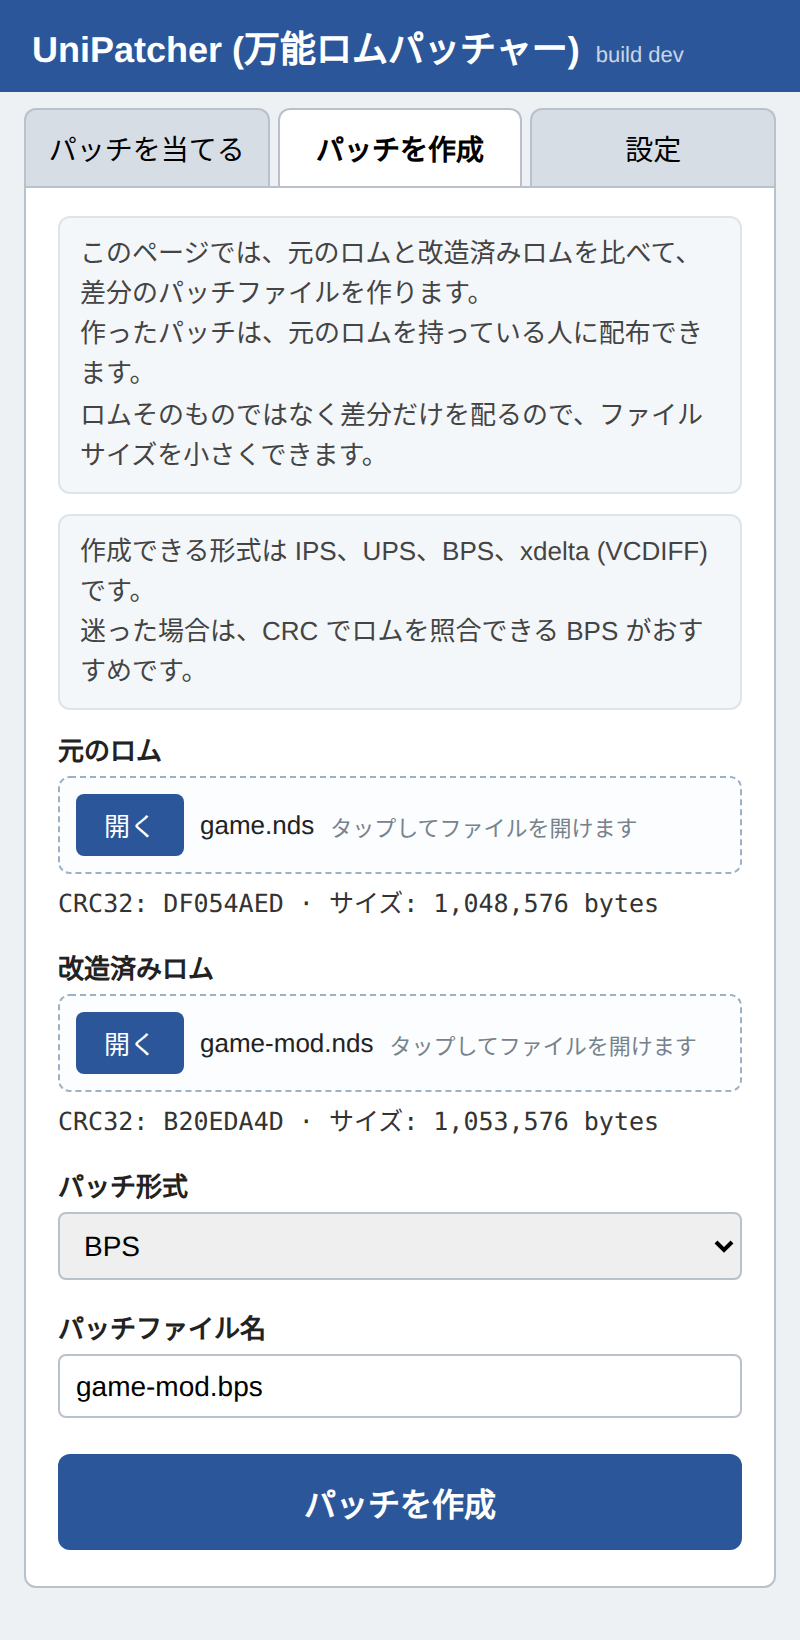 UniPatcher (万能ロムパッチャー) build dev
パッチを当てる パッチを作成 設定
このページでは、元のロムと改造済みロムを比べて、
差分のパッチファイルを作ります。
作ったパッチは、元のロムを持っている人に配布でき
ます。
ロムそのものではなく差分だけを配るので、ファイル
サイズを小さくできます。
作成できる形式は IPS、UPS、BPS、xdelta (VCDIFF)
です。
迷った場合は、CRC でロムを照合できる BPS がおす
すめです。
元のロム
開く game.nds タップしてファイルを開けます
CRC32: DF054AED · サイズ: 1,048,576 bytes
改造済みロム
開く game-mod.nds タップしてファイルを開けます
CRC32: B20EDA4D · サイズ: 1,053,576 bytes
パッチ形式
BPS
パッチファイル名
game-mod.bps
パッチを作成